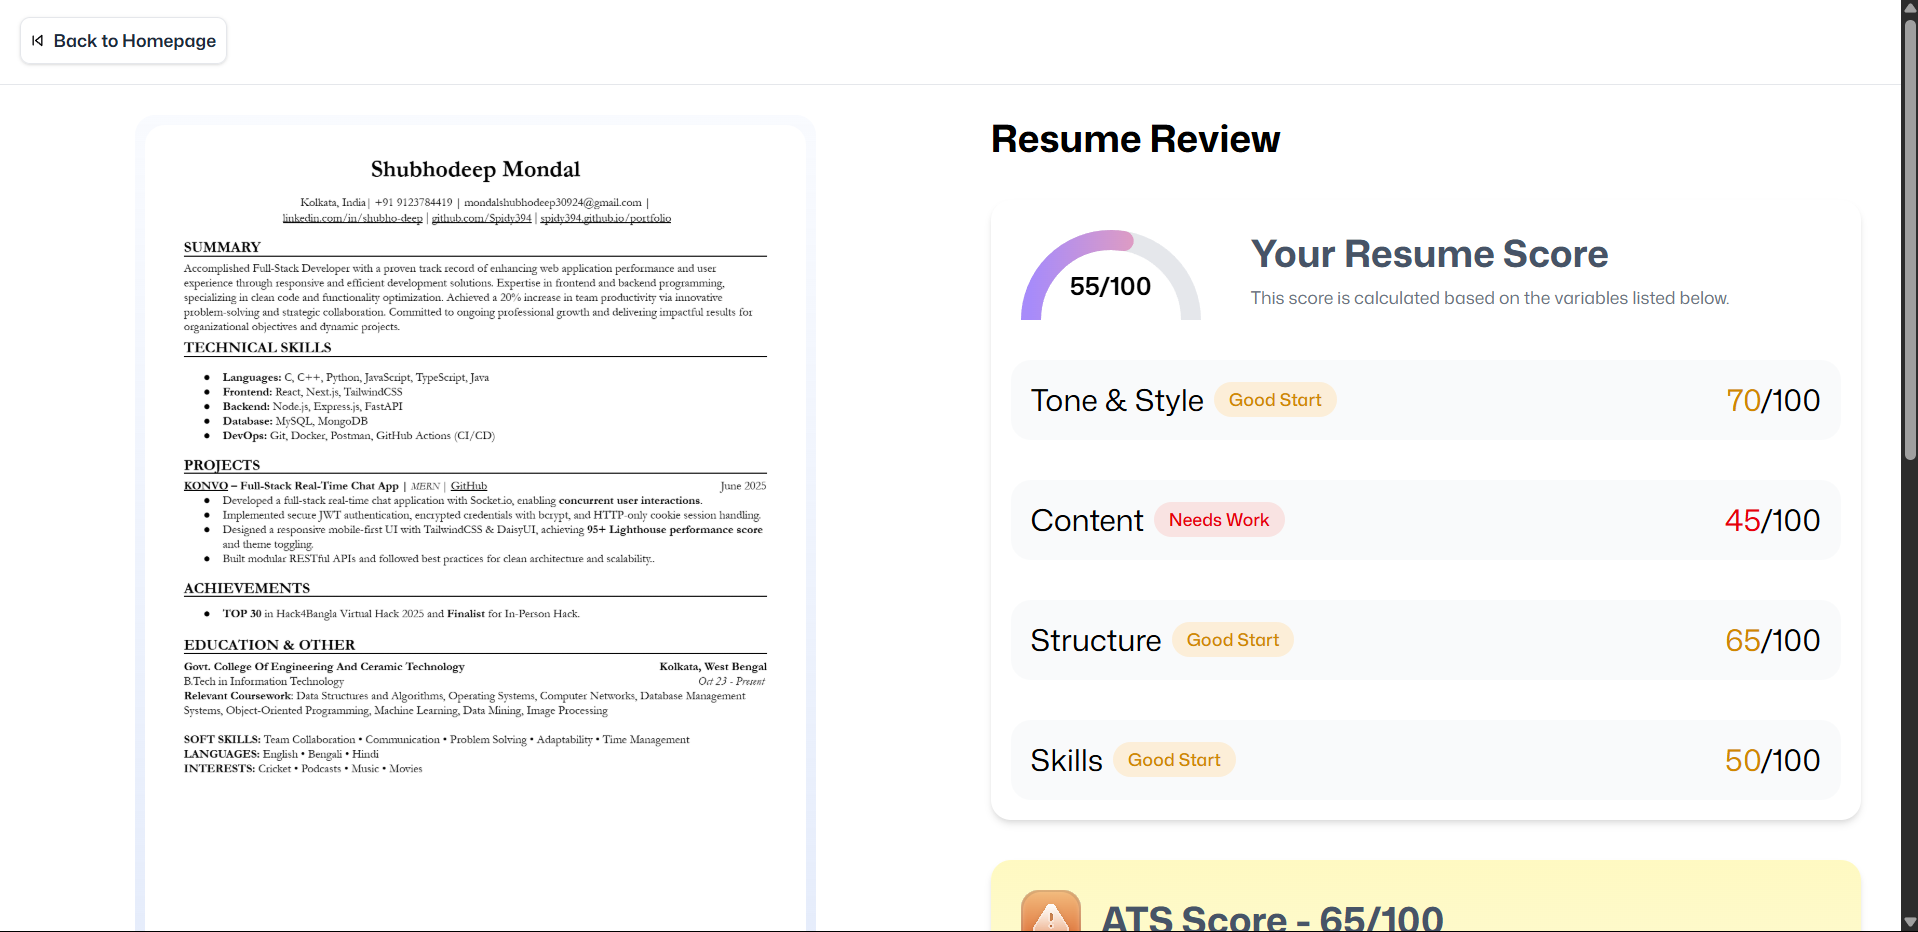 Back to Homepage
Shubhodeep Mondal
Kolkata, India| +91 9123784419 | mondalshubhodeep30924@gmail.com |
linkedin.com/in/shubho-deep | github.com/Spidy394 | spidy394.github.io/portfolio
SUMMARY
Accomplished Full-Stack Developer with a proven track record of enhancing web application performance and user
experience through responsive and efficient development solutions. Expertise in frontend and backend programming,
specializing in clean code and functionality optimization. Achieved a 20% increase in team productivity via innovative
problem-solving and strategic collaboration. Committed to ongoing professional growth and delivering impactful results for
organizational objectives and dynamic projects.
TECHNICAL SKILLS
● Languages: C, C++, Python, JavaScript, TypeScript, Java
● Frontend: React, Next.js, TailwindCSS
● Backend: Node.js, Express.js, FastAPI
● Database: MySQL, MongoDB
● DevOps: Git, Docker, Postman, GitHub Actions (CI/CD)
PROJECTS
KONVO – Full-Stack Real-Time Chat App | MERN | GitHub June 2025
● Developed a full-stack real-time chat application with Socket.io, enabling concurrent user interactions.
● Implemented secure JWT authentication, encrypted credentials with bcrypt, and HTTP-only cookie session handling.
● Designed a responsive mobile-first UI with TailwindCSS & DaisyUI, achieving 95+ Lighthouse performance score
and theme toggling.
● Built modular RESTful APIs and followed best practices for clean architecture and scalability..
ACHIEVEMENTS
● TOP 30 in Hack4Bangla Virtual Hack 2025 and Finalist for In-Person Hack.
EDUCATION & OTHER
Govt. College Of Engineering And Ceramic Technology Kolkata, West Bengal
B.Tech in Information Technology Oct 23 - Present
Relevant Coursework: Data Structures and Algorithms, Operating Systems, Computer Networks, Database Management
Systems, Object-Oriented Programming, Machine Learning, Data Mining, Image Processing
SOFT SKILLS: Team Collaboration • Communication • Problem Solving • Adaptability • Time Management
LANGUAGES: English • Bengali • Hindi
INTERESTS: Cricket • Podcasts • Music • Movies
Resume Review
55/100
Your Resume Score
This score is calculated based on the variables listed below.
Tone & Style Good Start 70/100
Content Needs Work 45/100
Structure Good Start 65/100
Skills Good Start 50/100
ATS Score - 65/100